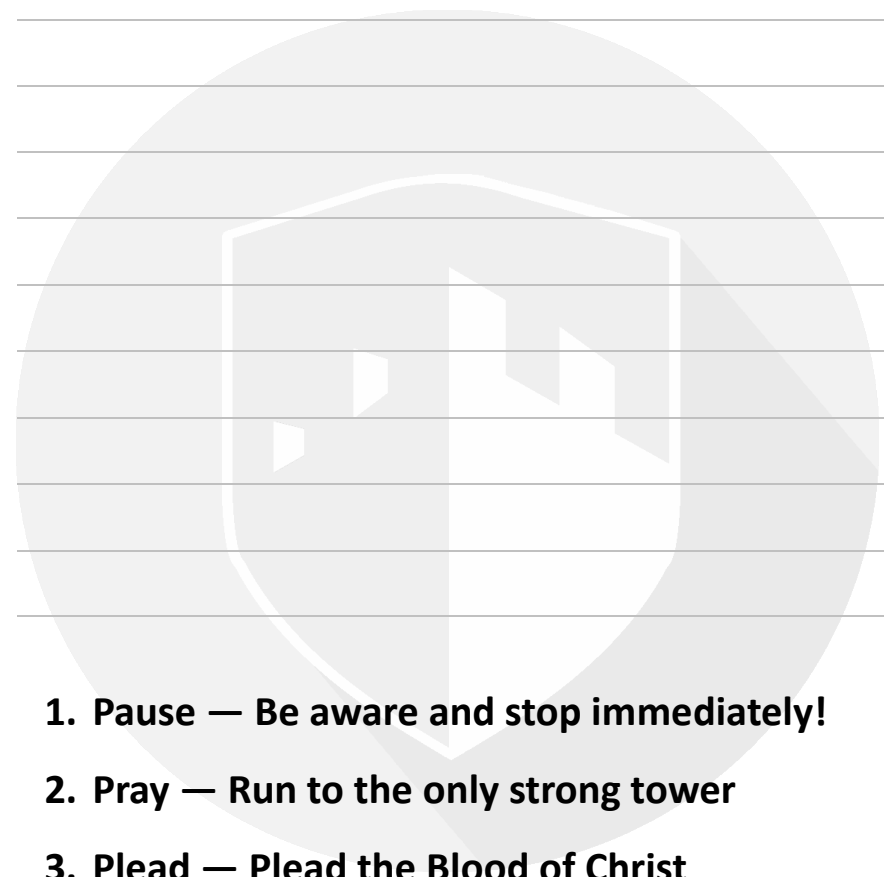 1. Pause — Be aware and stop immediately!
2. Pray — Run to the only strong tower
3. Plead — Plead the Blood of Christ